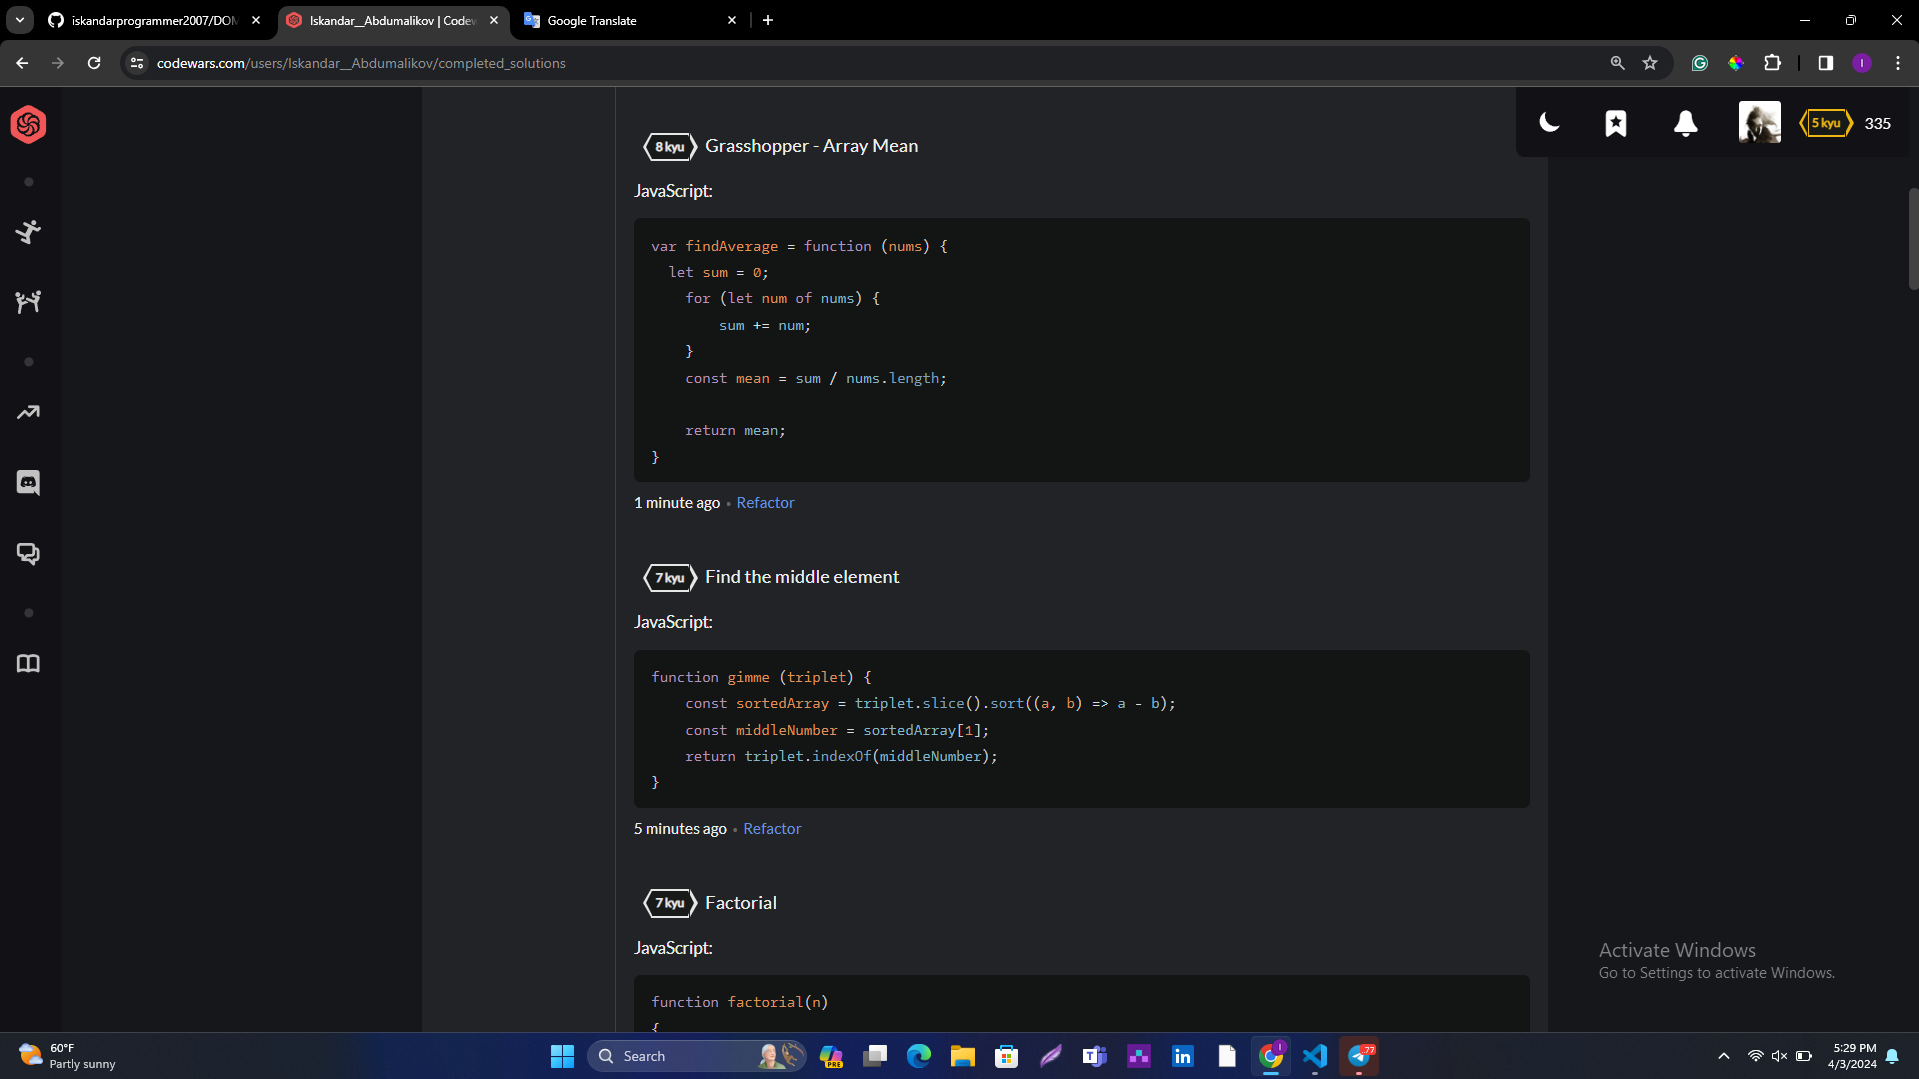 iskandarprogrammer2007/DOM
Iskandar__Abdumalikov | Codew
Google Translate
codewars.com/users/Iskandar__Abdumalikov/completed_solutions
I
5 kyu
335
8 kyu
Grasshopper - Array Mean
JavaScript:
var findAverage = function (nums) {
  let sum = 0;
    for (let num of nums) {
        sum += num;
    }
    const mean = sum / nums.length;
    return mean;
}
1 minute ago • Refactor
7 kyu
Find the middle element
JavaScript:
function gimme (triplet) {
    const sortedArray = triplet.slice().sort((a, b) => a - b);
    const middleNumber = sortedArray[1];
    return triplet.indexOf(middleNumber);
}
5 minutes ago • Refactor
7 kyu
Factorial
JavaScript:
function factorial(n)
{
Activate Windows
Go to Settings to activate Windows.
60°F
Partly sunny
Search
PRE
I
77
5:29 PM
4/3/2024